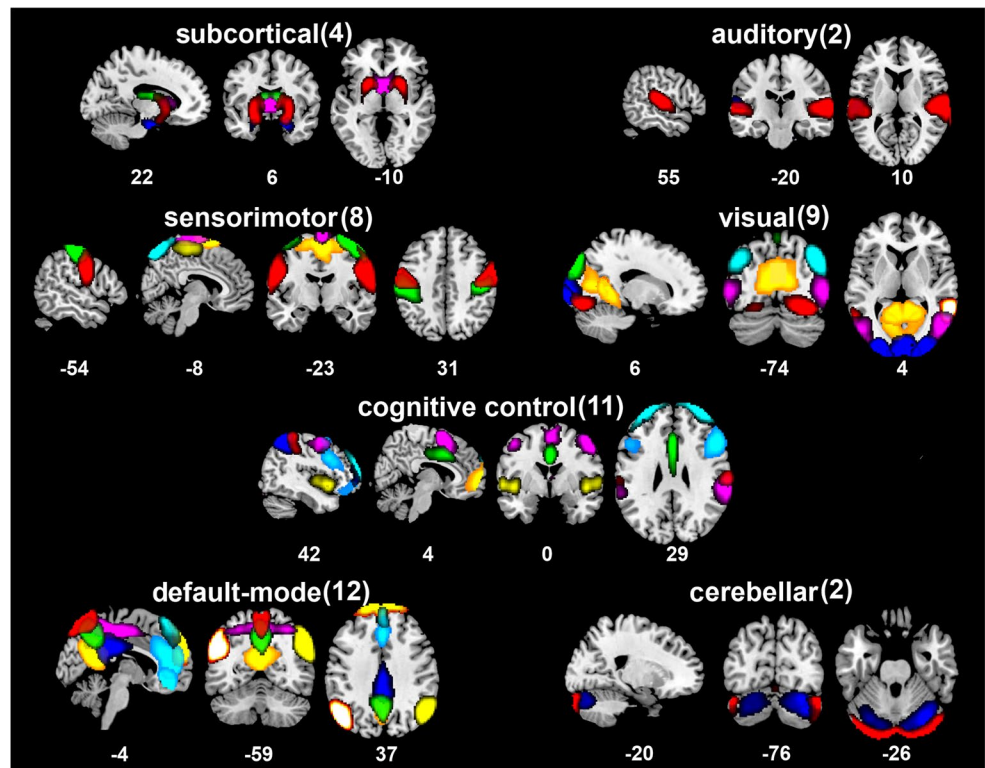 subcortical(4)
22 6 -10
auditory(2)
55 -20 10
sensorimotor(8)
-54 -8 -23 31
visual(9)
6 -74 4
cognitive control(11)
42 4 0 29
default-mode(12)
-4 -59 37
cerebellar(2)
-20 -76 -26